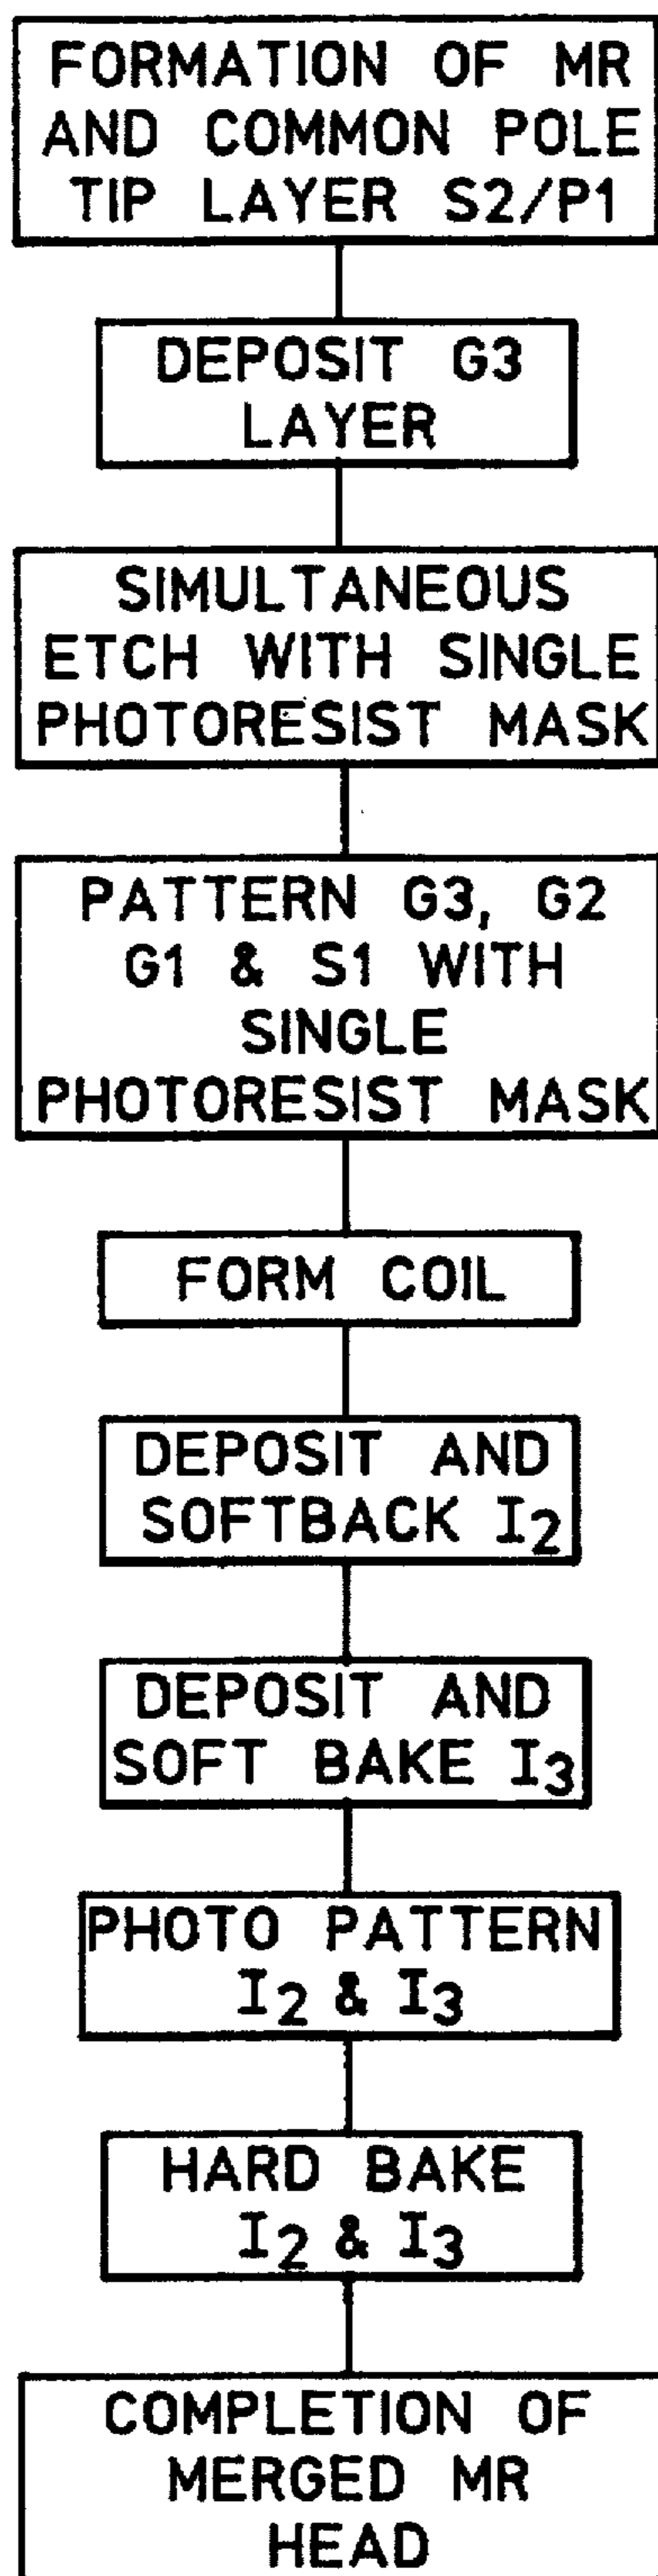 FORMATION OF MR
AND COMMON POLE
TIP LAYER S2/P1
DEPOSIT G3
LAYER
SIMULTANEOUS
ETCH WITH SINGLE
PHOTORESIST MASK
PATTERN G3, G2
G1 & S1 WITH
SINGLE
PHOTORESIST MASK
FORM COIL
DEPOSIT AND
SOFTBACK I2
DEPOSIT AND
SOFT BAKE I3
PHOTO PATTERN
I2 & I3
HARD BAKE
I2 & I3
COMPLETION OF
MERGED MR
HEAD